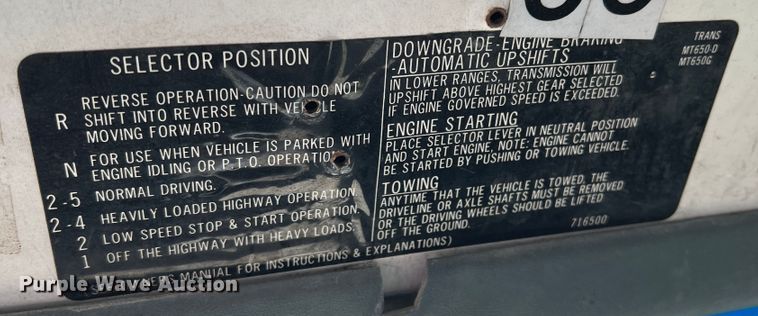 SELECTOR POSITION
R REVERSE OPERATION-CAUTION DO NOT
SHIFT INTO REVERSE WITH VEHICLE
MOVING FORWARD.
N FOR USE WHEN VEHICLE IS PARKED WITH
ENGINE IDLING OR P.T.O. OPERATION
2-5 NORMAL DRIVING.
2-4 HEAVILY LOADED HIGHWAY OPERATION.
2 LOW SPEED STOP & START OPERATION.
1 OFF THE HIGHWAY WITH HEAVY LOADS.
DOWNGRADE-ENGINE BRAKING
-AUTOMATIC UPSHIFTS
IN LOWER RANGES, TRANSMISSION WILL
UPSHIFT ABOVE HIGHEST GEAR SELECTED
IF ENGINE GOVERNED SPEED IS EXCEEDED.
ENGINE STARTING
PLACE SELECTOR LEVER IN NEUTRAL POSITION
AND START ENGINE, NOTE: ENGINE CANNOT
BE STARTED BY PUSHING OR TOWING VEHICLE.
TOWING
ANYTIME THAT THE VEHICLE IS TOWED, THE
DRIVELINE OR AXLE SHAFTS MUST BE REMOVED
OR THE DRIVING WHEELS SHOULD BE LIFTED
OFF THE GROUND.
716500
TRANS
MT650-D
MT650G
MANUAL FOR INSTRUCTIONS & EXPLANATIONS)
Purple Wave Auction